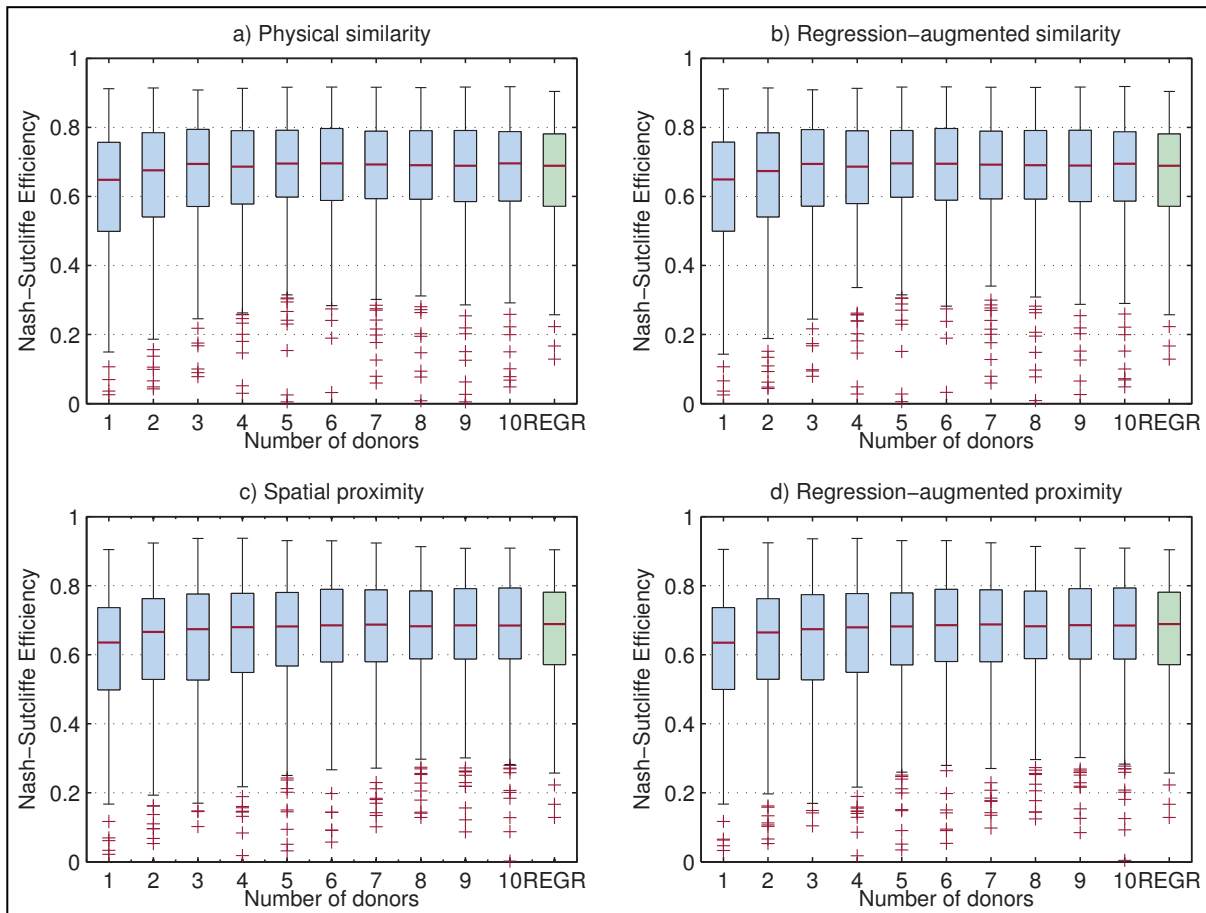 a) Physical similarity
Nash−Sutcliffe Efficiency
1
0.8
0.6
0.4
0.2
0
1 2 3 4 5 6 7 8 9 10REGR
Number of donors
b) Regression−augmented similarity
Nash−Sutcliffe Efficiency
1
0.8
0.6
0.4
0.2
0
1 2 3 4 5 6 7 8 9 10REGR
Number of donors
c) Spatial proximity
Nash−Sutcliffe Efficiency
1
0.8
0.6
0.4
0.2
0
1 2 3 4 5 6 7 8 9 10REGR
Number of donors
d) Regression−augmented proximity
Nash−Sutcliffe Efficiency
1
0.8
0.6
0.4
0.2
0
1 2 3 4 5 6 7 8 9 10REGR
Number of donors